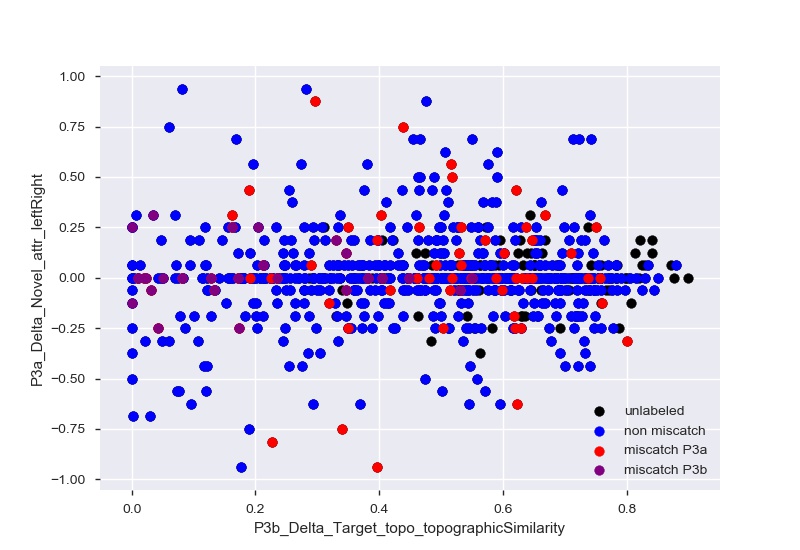 1.00
0.75
0.50
0.25
0.00
−0.25
−0.50
−0.75
−1.00
P3a_Delta_Novel_attr_leftRight
unlabeled
non miscatch
miscatch P3a
miscatch P3b
0.0 0.2 0.4 0.6 0.8
P3b_Delta_Target_topo_topographicSimilarity